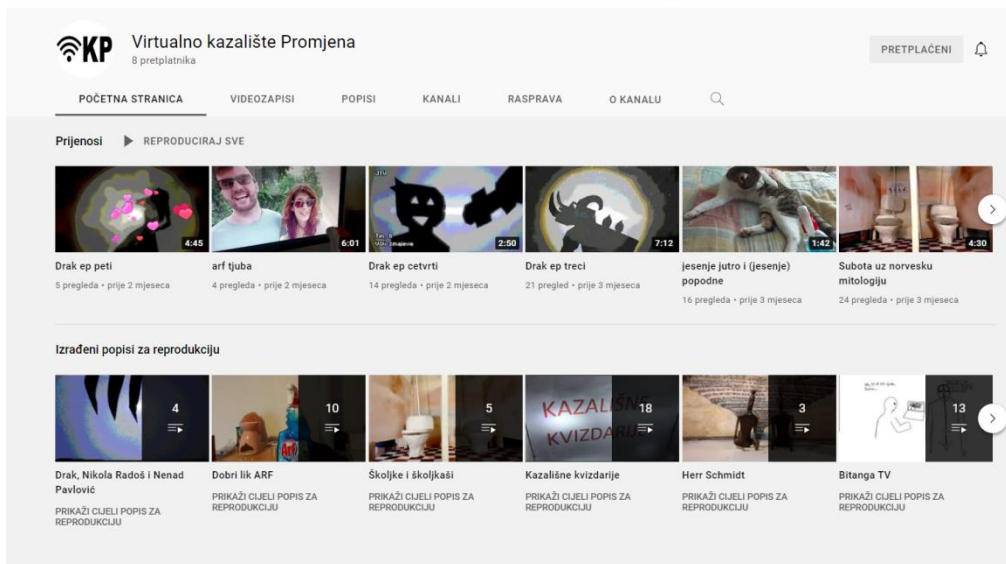 KP
Virtualno kazalište Promjena
8 pretplatnika
PRETPLAĆENI
POČETNA STRANICA VIDEOZAPISI POPISI KANALI RASPRAVA O KANALU
Prijenosi REPRODUCIRAJ SVE
4:45 6:01 2:50 7:12 1:42 4:30
Drak ep peti arf tjuba Drak ep cetvrti Drak ep treci jesenje jutro i (jesenje) Subota uz norvesku
popodne mitologiju
5 pregleda • prije 2 mjeseca 4 pregleda • prije 2 mjeseca 14 pregleda • prije 2 mjeseca 21 pregled • prije 3 mjeseca
16 pregleda • prije 3 mjeseca 24 pregleda • prije 3 mjeseca
Izrađeni popisi za reprodukciju
4 10 5 18 3 13
KAZALIŠNE
KVIZDARIJE
Arf
Drak, Nikola Radoš i Nenad Dobri lik ARF Školjke i školjkaši Kazališne kvizdarije Herr Schmidt Bitanga TV
Pavlović
PRIKAŽI CIJELI POPIS ZA PRIKAŽI CIJELI POPIS ZA PRIKAŽI CIJELI POPIS ZA PRIKAŽI CIJELI POPIS ZA PRIKAŽI CIJELI POPIS ZA
REPRODUKCIJU REPRODUKCIJU REPRODUKCIJU REPRODUKCIJU REPRODUKCIJU
PRIKAŽI CIJELI POPIS ZA
REPRODUKCIJU